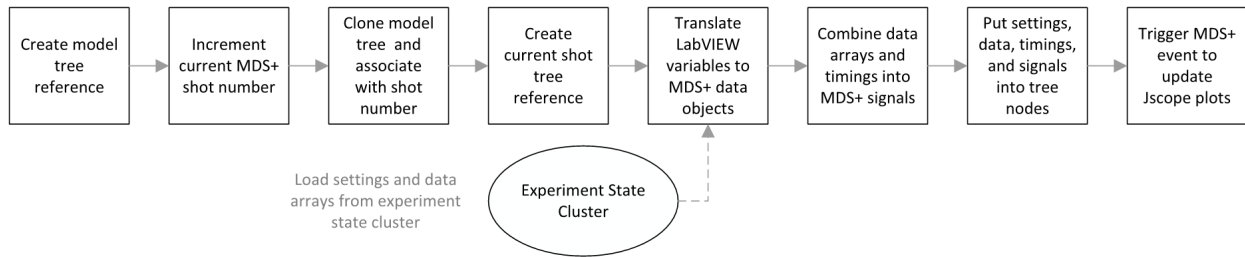 Create model
tree
reference
Increment
current MDS+
shot number
Clone model
tree and
associate
with shot
number
Create
current shot
tree
reference
Translate
LabVIEW
variables to
MDS+ data
objects
Combine data
arrays and
timings into
MDS+ signals
Put settings,
data, timings,
and signals
into tree
nodes
Trigger MDS+
event to
update
Jscope plots
Load settings and data
arrays from experiment
state cluster
Experiment State
Cluster